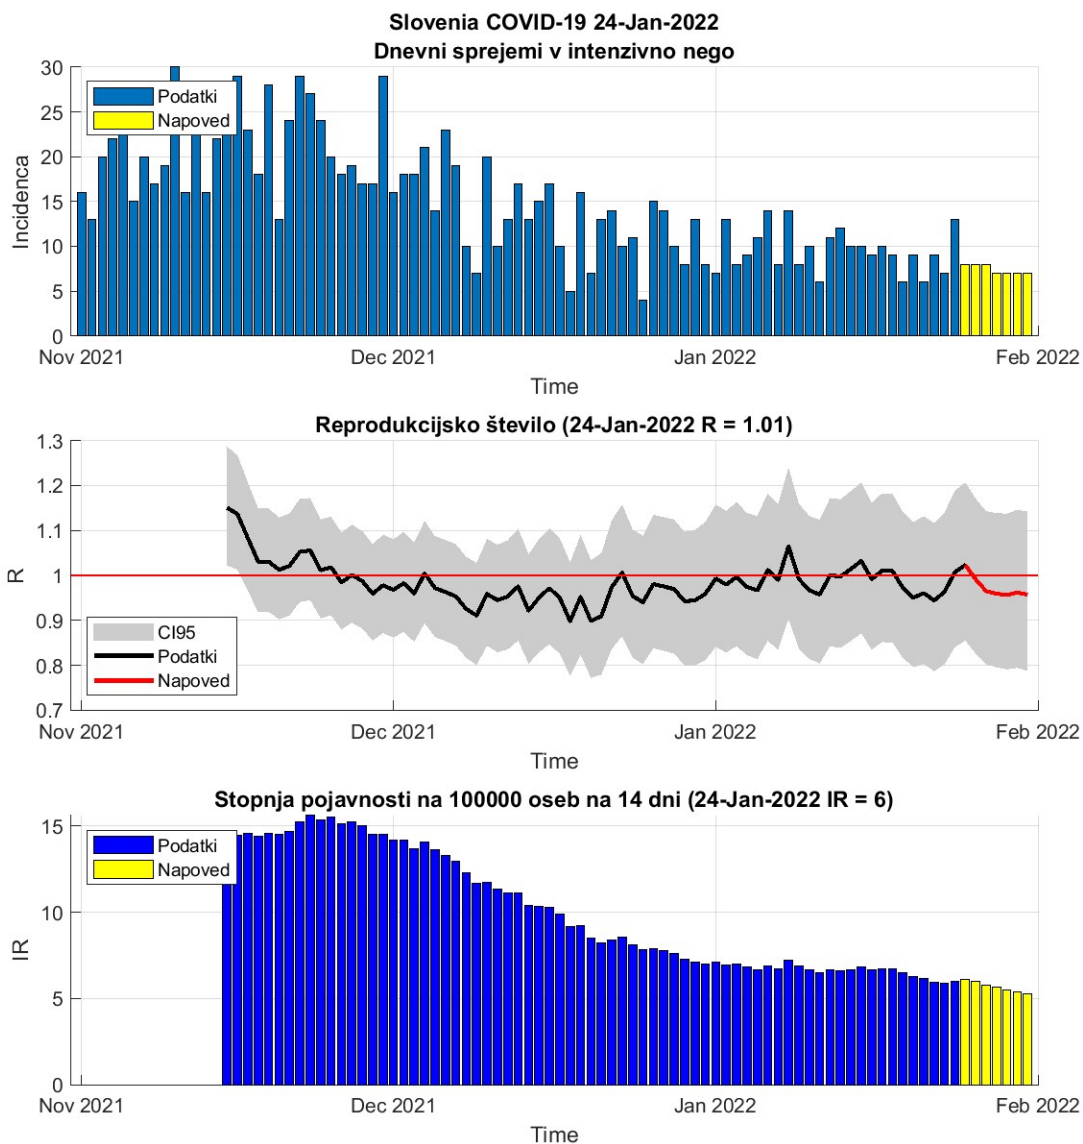 Slovenia COVID-19 24-Jan-2022
Dnevni sprejemi v intenzivno nego
30
25
20
15
10
5
0
Incidenca
Podatki
Napoved
Nov 2021
Dec 2021
Jan 2022
Feb 2022
Time
Reprodukcijsko število (24-Jan-2022 R = 1.01)
1.3
1.2
1.1
1
0.9
0.8
0.7
R
CI95
Podatki
Napoved
Nov 2021
Dec 2021
Jan 2022
Feb 2022
Time
Stopnja pojavnosti na 100000 oseb na 14 dni (24-Jan-2022 IR = 6)
15
10
5
0
IR
Podatki
Napoved
Nov 2021
Dec 2021
Jan 2022
Feb 2022
Time